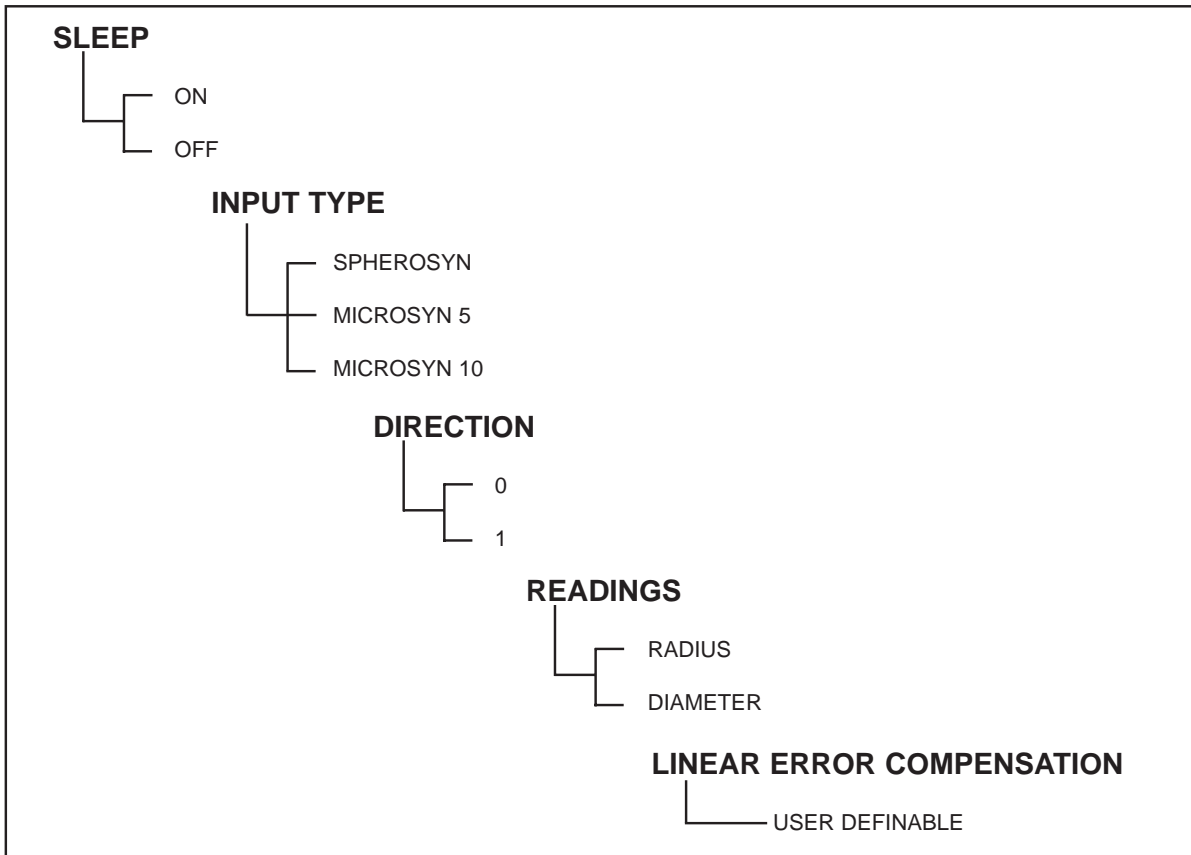 SLEEP
ON
OFF
INPUT TYPE
SPHEROSYN
MICROSYN 5
MICROSYN 10
DIRECTION
0
1
READINGS
RADIUS
DIAMETER
LINEAR ERROR COMPENSATION
USER DEFINABLE